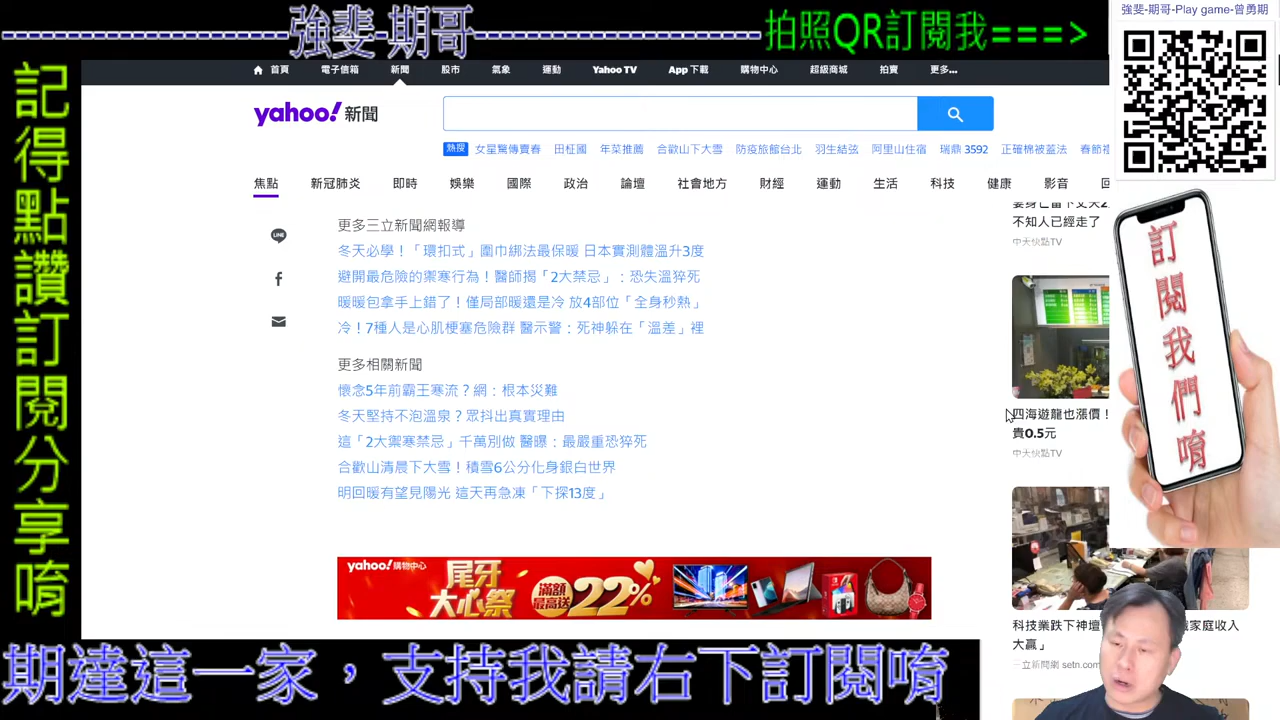 -----------------------強斐-期哥-----------------------
拍照QR訂閱我===>
強斐-期哥-Play game-曾勇期
記得點讚訂閱分享唷
首頁 電子信箱 新聞 股市 氣象 運動 Yahoo TV App 下載 購物中心 超級商城 拍賣 更多...
yahoo!新聞
熱搜 女星驚傳賣春 田柾國 年菜推薦 合歡山下大雪 防疫旅館台北 羽生結弦 阿里山住宿 瑞鼎 3592 正確棉被蓋法 春節
焦點 新冠肺炎 即時 娛樂 國際 政治 論壇 社會地方 財經 運動 生活 科技 健康 影音
更多三立新聞網報導
冬天必學！「環扣式」圍巾綁法最保暖 日本實測體溫升3度
避開最危險的禦寒行為！醫師揭「2大禁忌」：恐失溫猝死
暖暖包拿手上錯了！僅局部暖還是冷 放4部位「全身秒熱」
冷！7種人是心肌梗塞危險群 醫示警：死神躲在「溫差」裡
更多相關新聞
懷念5年前霸王寒流？網：根本災難
冬天堅持不泡溫泉？眾抖出真實理由
這「2大禦寒禁忌」千萬別做 醫曝：最嚴重恐猝死
合歡山清晨下大雪！積雪6公分化身銀白世界
明回暖有望見陽光 這天再急凍「下探13度」
不知人已經走了
中天快點TV
四海遊龍也漲價！
貴0.5元
中天快點TV
科技業跌下神壇
家庭收入
大贏」
三立新聞網 setn.com
訂閱我們唷
yahoo!購物中心
尾牙
大心祭
滿額
最高送
22%
期達這一家，支持我請右下訂閱唷